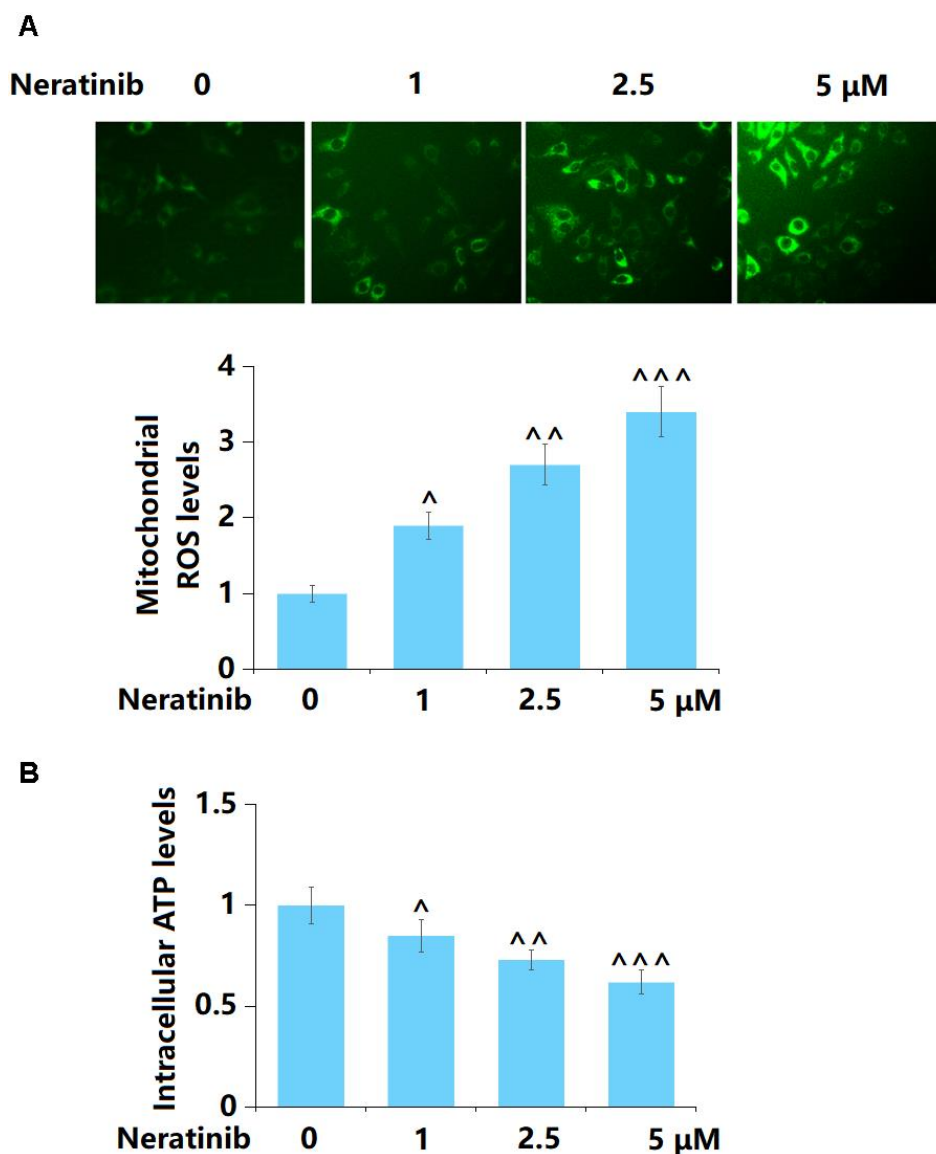 A
Neratinib 0 1 2.5 5 μM
4
3
2
1
0
Mitochondrial
ROS levels
^
^^
^^^
Neratinib 0 1 2.5 5 μM
B
1.5
1
0.5
0
Intracellular ATP levels
^
^^
^^^
Neratinib 0 1 2.5 5 μM